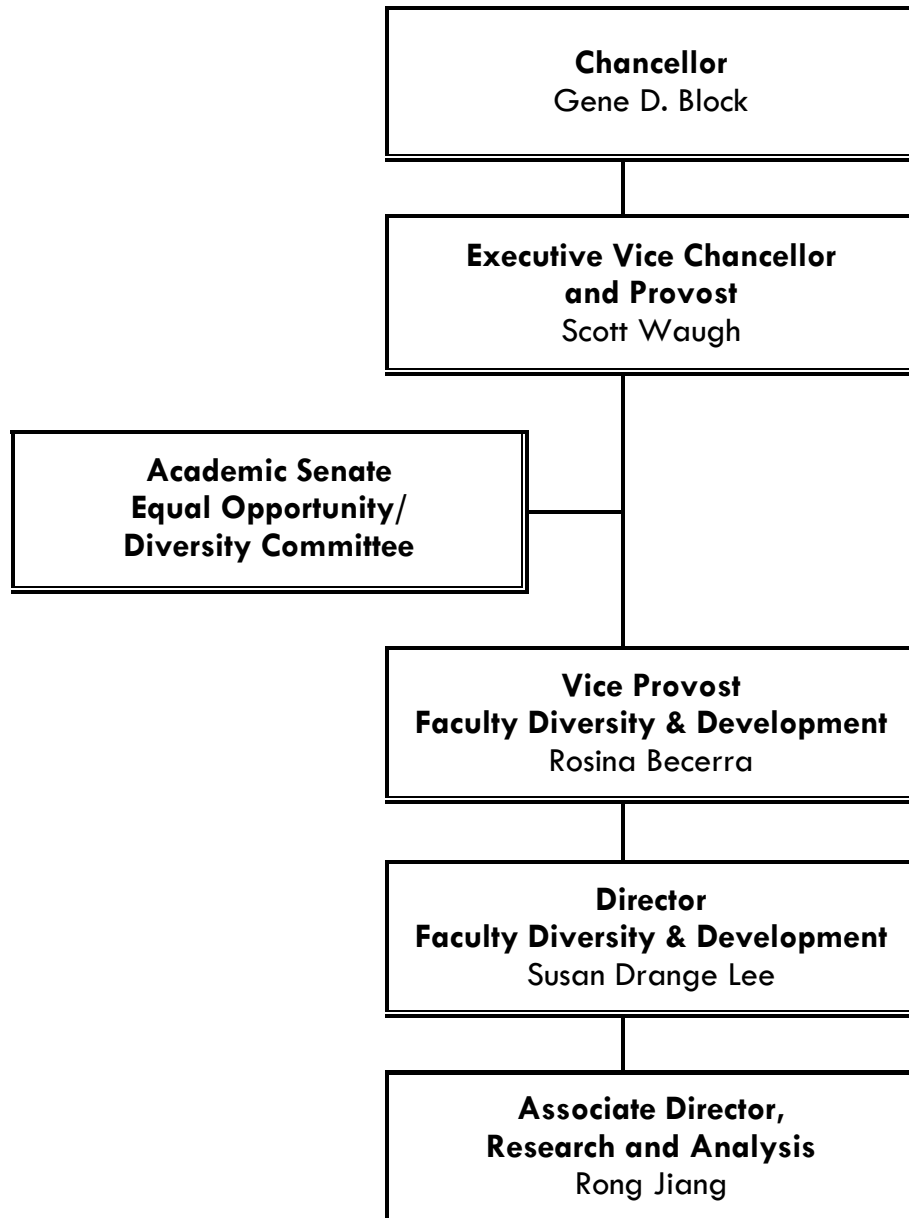 Chancellor
Gene D. Block
Executive Vice Chancellor
and Provost
Scott Waugh
Academic Senate
Equal Opportunity/
Diversity Committee
Vice Provost
Faculty Diversity & Development
Rosina Becerra
Director
Faculty Diversity & Development
Susan Drange Lee
Associate Director,
Research and Analysis
Rong Jiang